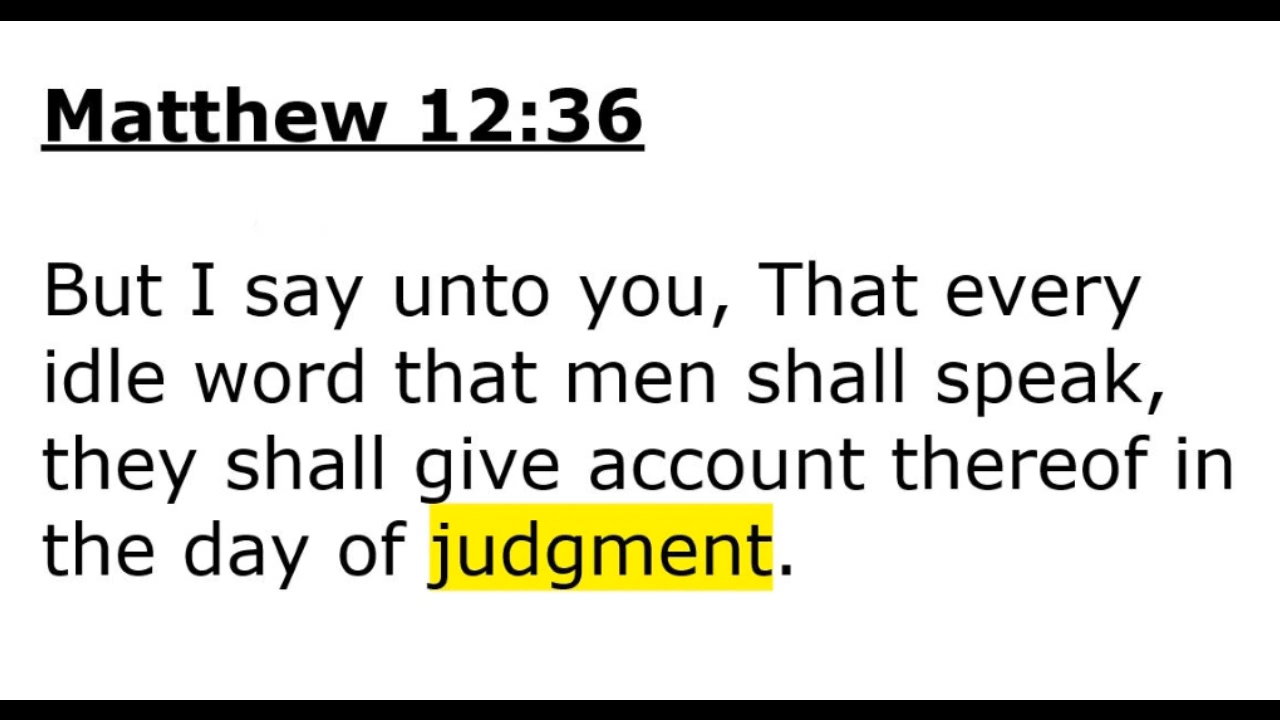 Matthew 12:36
But I say unto you, That every
idle word that men shall speak,
they shall give account thereof in
the day of judgment.